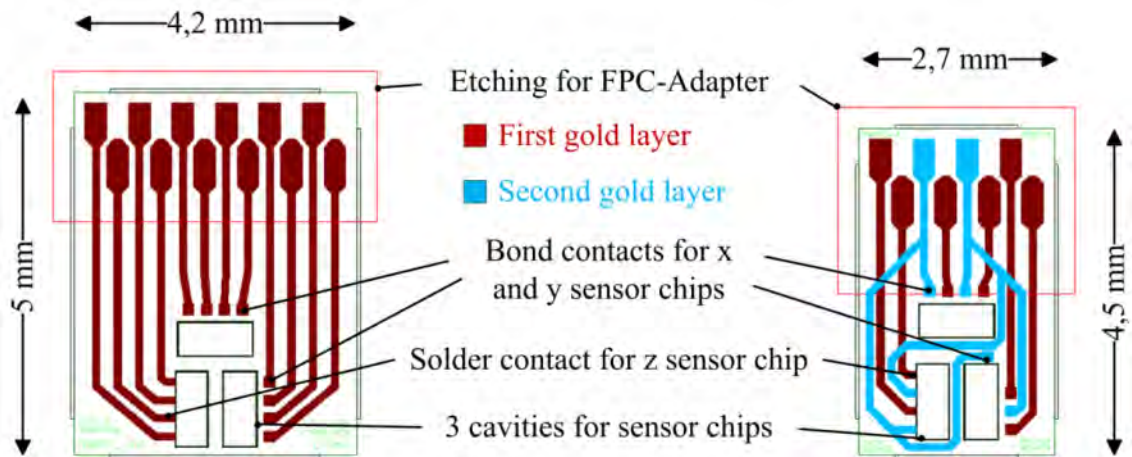 4,2 mm
2,7 mm
Etching for FPC-Adapter
First gold layer
Second gold layer
5 mm
4,5 mm
Bond contacts for x
and y sensor chips
Solder contact for z sensor chip
3 cavities for sensor chips